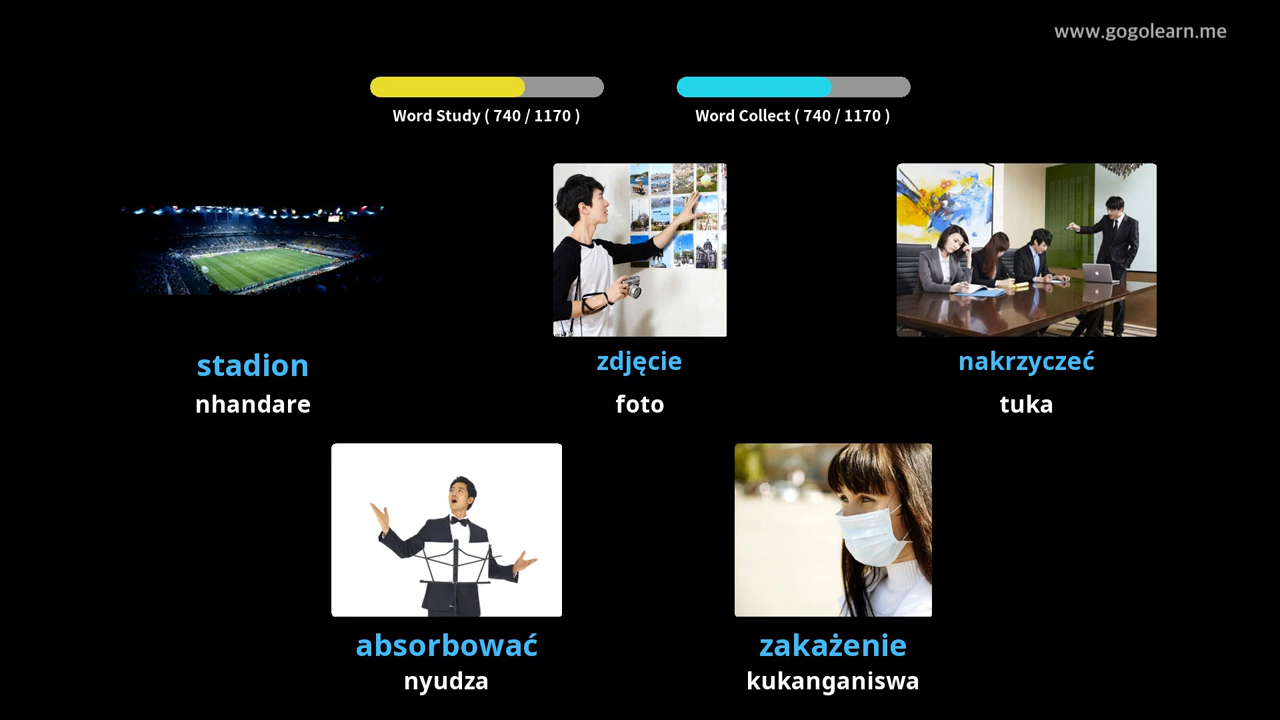 www.gogolearn.me
Word Study ( 740 / 1170 )
Word Collect ( 740 / 1170 )
stadion
nhandare
zdjęcie
foto
nakrzyczeć
tuka
absorbować
nyudza
zakażenie
kukanganiswa